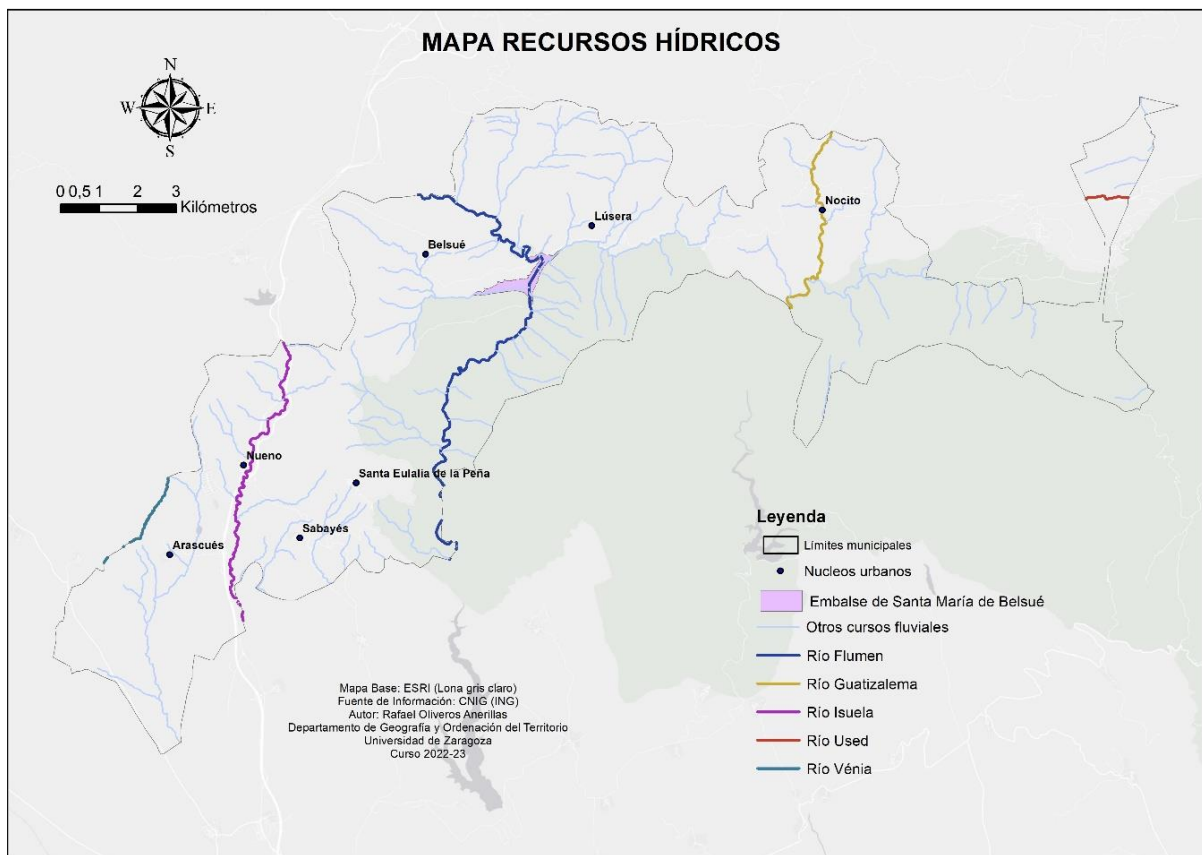 MAPA RECURSOS HÍDRICOS
N
W E
S
0 0,5 1 2 3
Kilómetros
Nocito
Lúsera
Belsué
Nueno
Santa Eulalia de la Peña
Sabayés
Arascués
Leyenda
Límites municipales
Nucleos urbanos
Embalse de Santa María de Belsué
Otros cursos fluviales
Río Flumen
Río Guatizalema
Río Isuela
Río Used
Río Vénia
Mapa Base: ESRI (Lona gris claro)
Fuente de Información: CNIG (ING)
Autor: Rafael Oliveros Anerillas
Departamento de Geografía y Ordenación del Territorio
Universidad de Zaragoza
Curso 2022-23